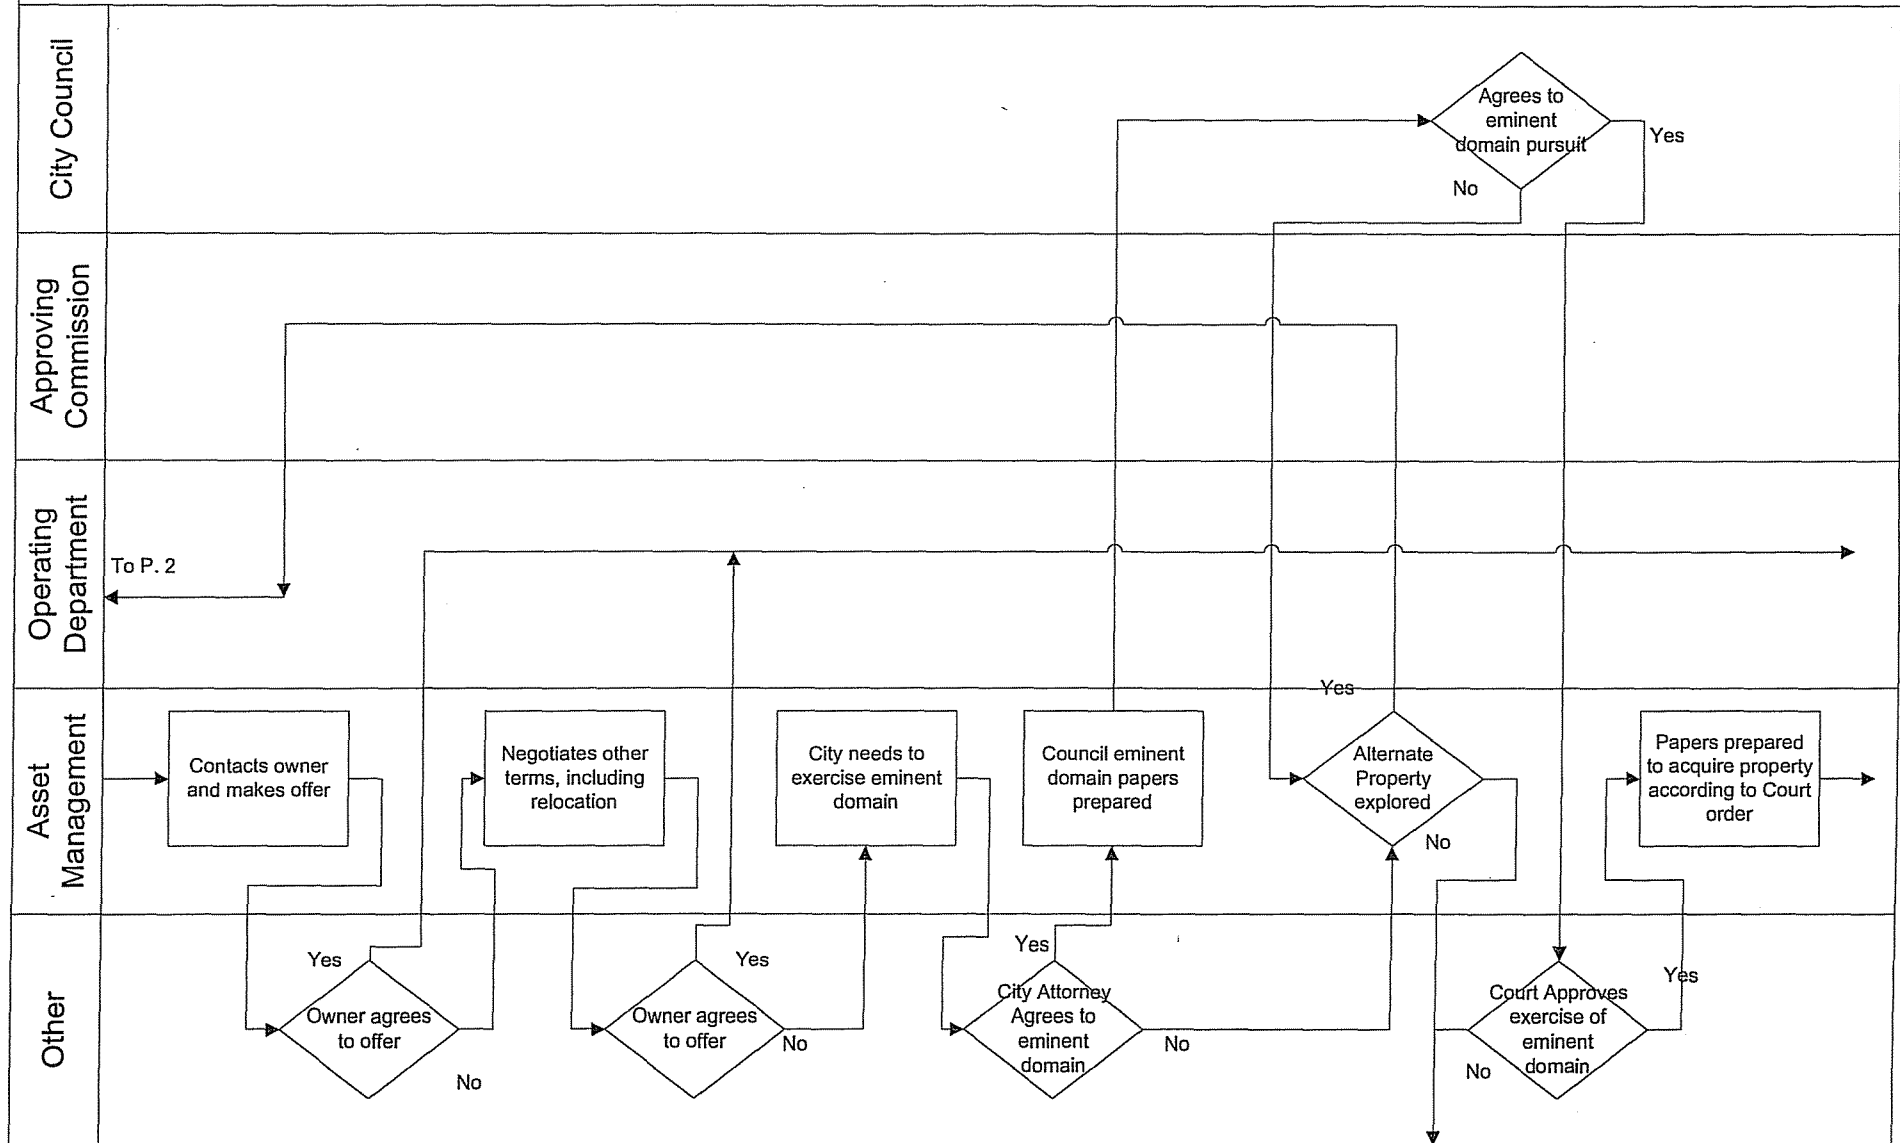 City Council
Agrees to
eminent
domain pursuit
Yes
No
Approving
Commission
Operating
Department
To P. 2
Asset
Management
Contacts owner
and makes offer
Negotiates other
terms, including
relocation
City needs to
exercise eminent
domain
Council eminent
domain papers
prepared
Yes
Alternate
Property
explored
No
Papers prepared
to acquire property
according to Court
order
Other
Yes
Owner agrees
to offer
No
Yes
Owner agrees
to offer
No
Yes
City Attorney
Agrees to
eminent
domain
No
Court Approves
exercise of
eminent
domain
Yes
No